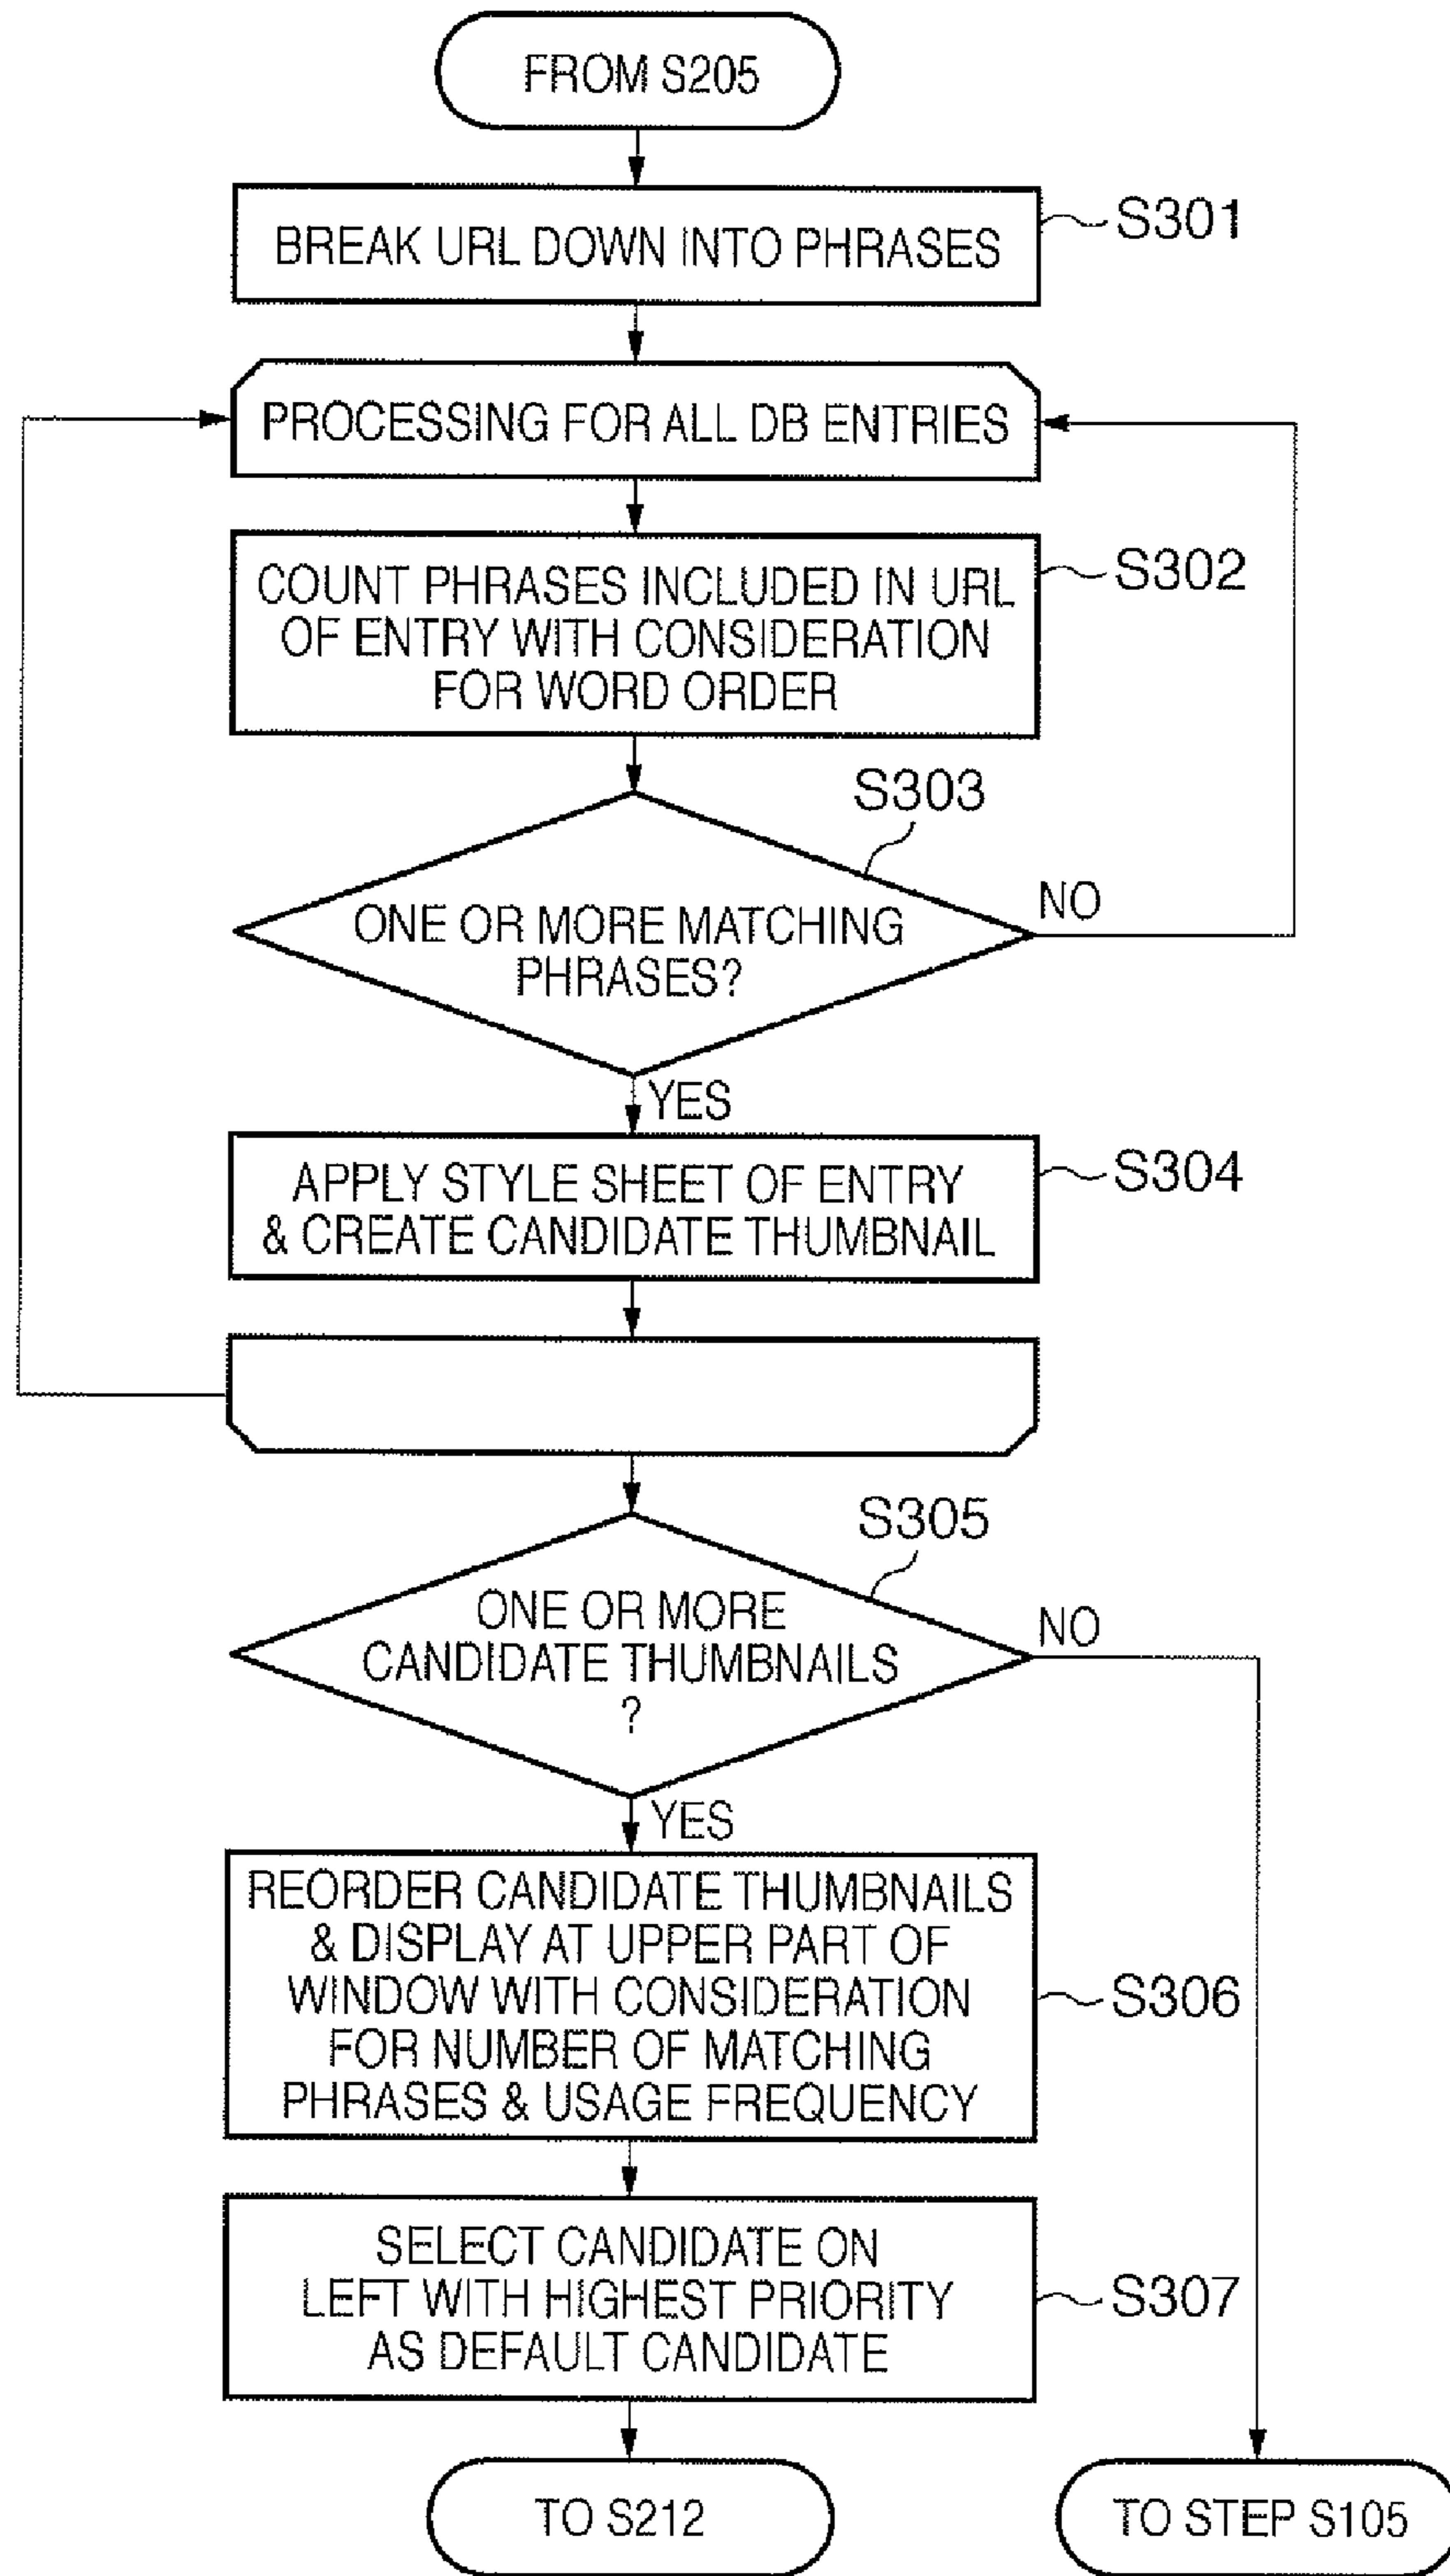 FROM S205
BREAK URL DOWN INTO PHRASES
S301
PROCESSING FOR ALL DB ENTRIES
COUNT PHRASES INCLUDED IN URL
OF ENTRY WITH CONSIDERATION
FOR WORD ORDER
S302
S303
ONE OR MORE MATCHING
PHRASES?
NO
YES
APPLY STYLE SHEET OF ENTRY
& CREATE CANDIDATE THUMBNAIL
S304
S305
ONE OR MORE
CANDIDATE THUMBNAILS
?
NO
YES
REORDER CANDIDATE THUMBNAILS
& DISPLAY AT UPPER PART OF
WINDOW WITH CONSIDERATION
FOR NUMBER OF MATCHING
PHRASES & USAGE FREQUENCY
S306
SELECT CANDIDATE ON
LEFT WITH HIGHEST PRIORITY
AS DEFAULT CANDIDATE
S307
TO S212
TO STEP S105